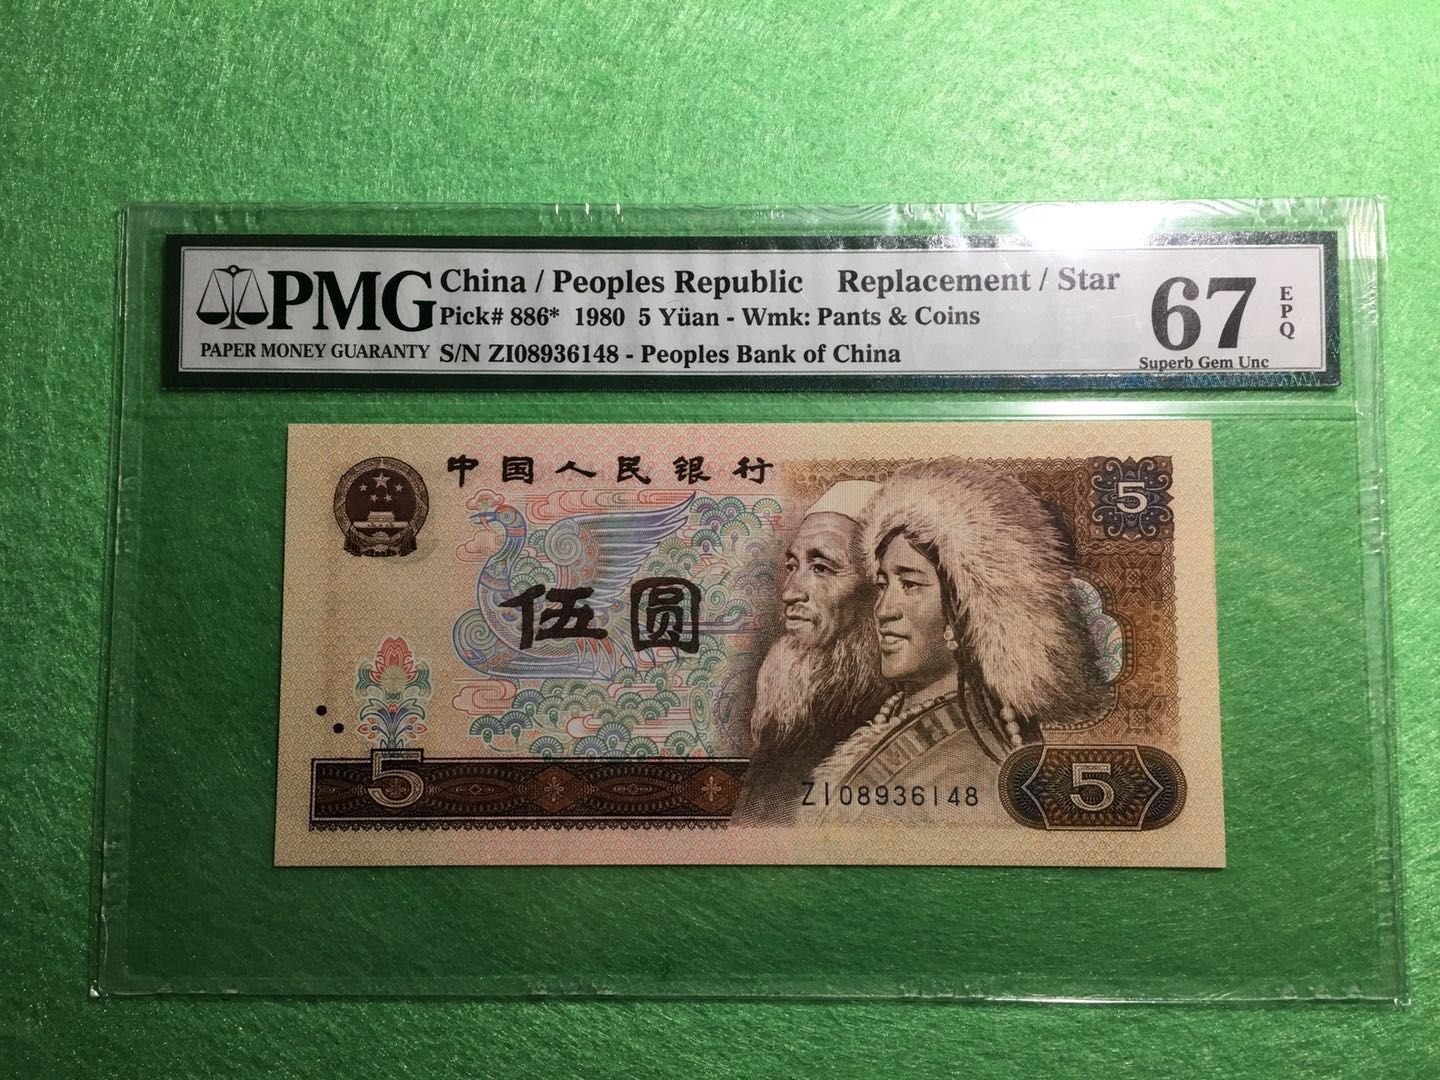 PMG China / Peoples Republic Replacement / Star
Pick# 886* 1980 5 Yüan - Wmk: Pants & Coins
PAPER MONEY GUARANTY S/N ZI08936148 - Peoples Bank of China
67 EPQ
Superb Gem Unc
中国人民银行
5
伍圆
5
ZI08936148
5